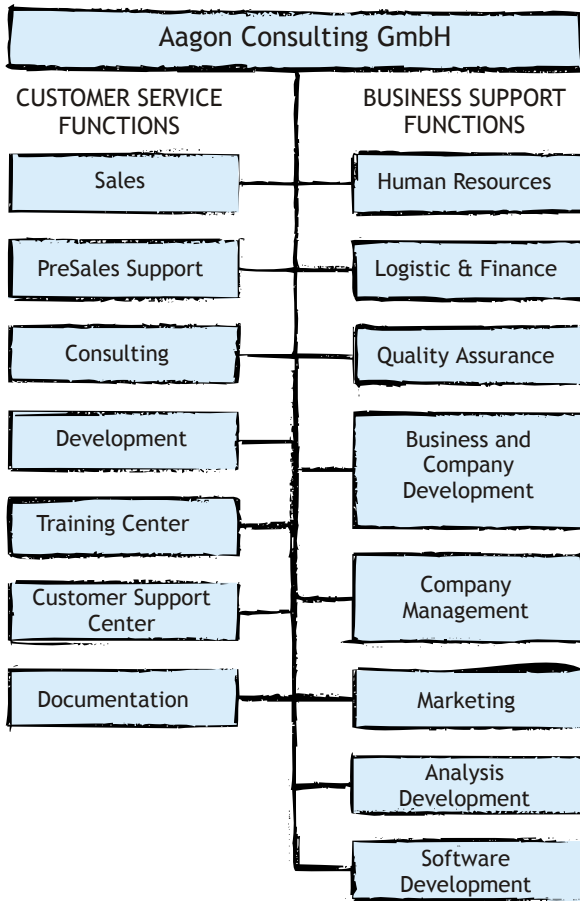 Aagon Consulting GmbH
CUSTOMER SERVICE
FUNCTIONS
Sales
PreSales Support
Consulting
Development
Training Center
Customer Support
Center
Documentation
BUSINESS SUPPORT
FUNCTIONS
Human Resources
Logistic & Finance
Quality Assurance
Business and
Company
Development
Company
Management
Marketing
Analysis
Development
Software
Development